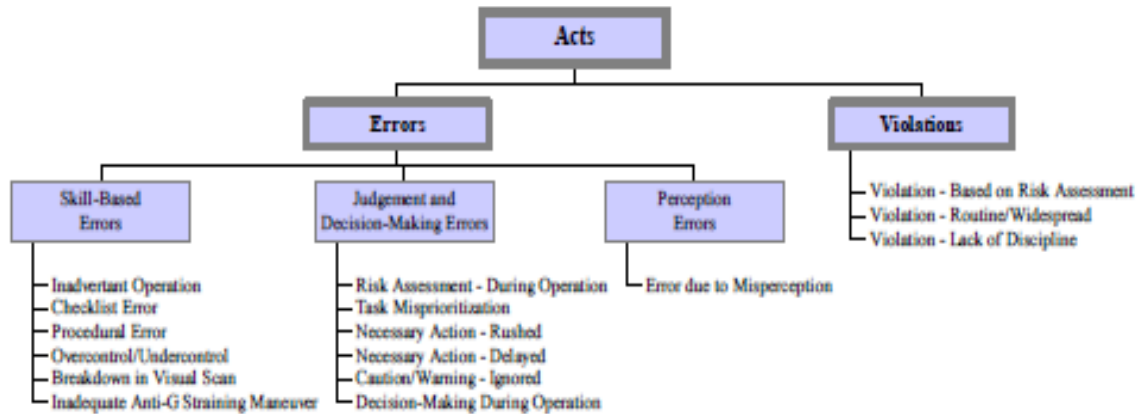 Acts
Errors
Violations
Skill-Based
Errors
Judgement and
Decision-Making Errors
Perception
Errors
Violation - Based on Risk Assessment
Violation - Routine/Widespread
Violation - Lack of Discipline
Inadvertant Operation
Checklist Error
Procedural Error
Overcontrol/Undercontrol
Breakdown in Visual Scan
Inadequate Anti-G Straining Maneuver
Risk Assessment - During Operation
Task Misprioritization
Necessary Action - Rushed
Necessary Action - Delayed
Caution/Warning - Ignored
Decision-Making During Operation
Error due to Misperception